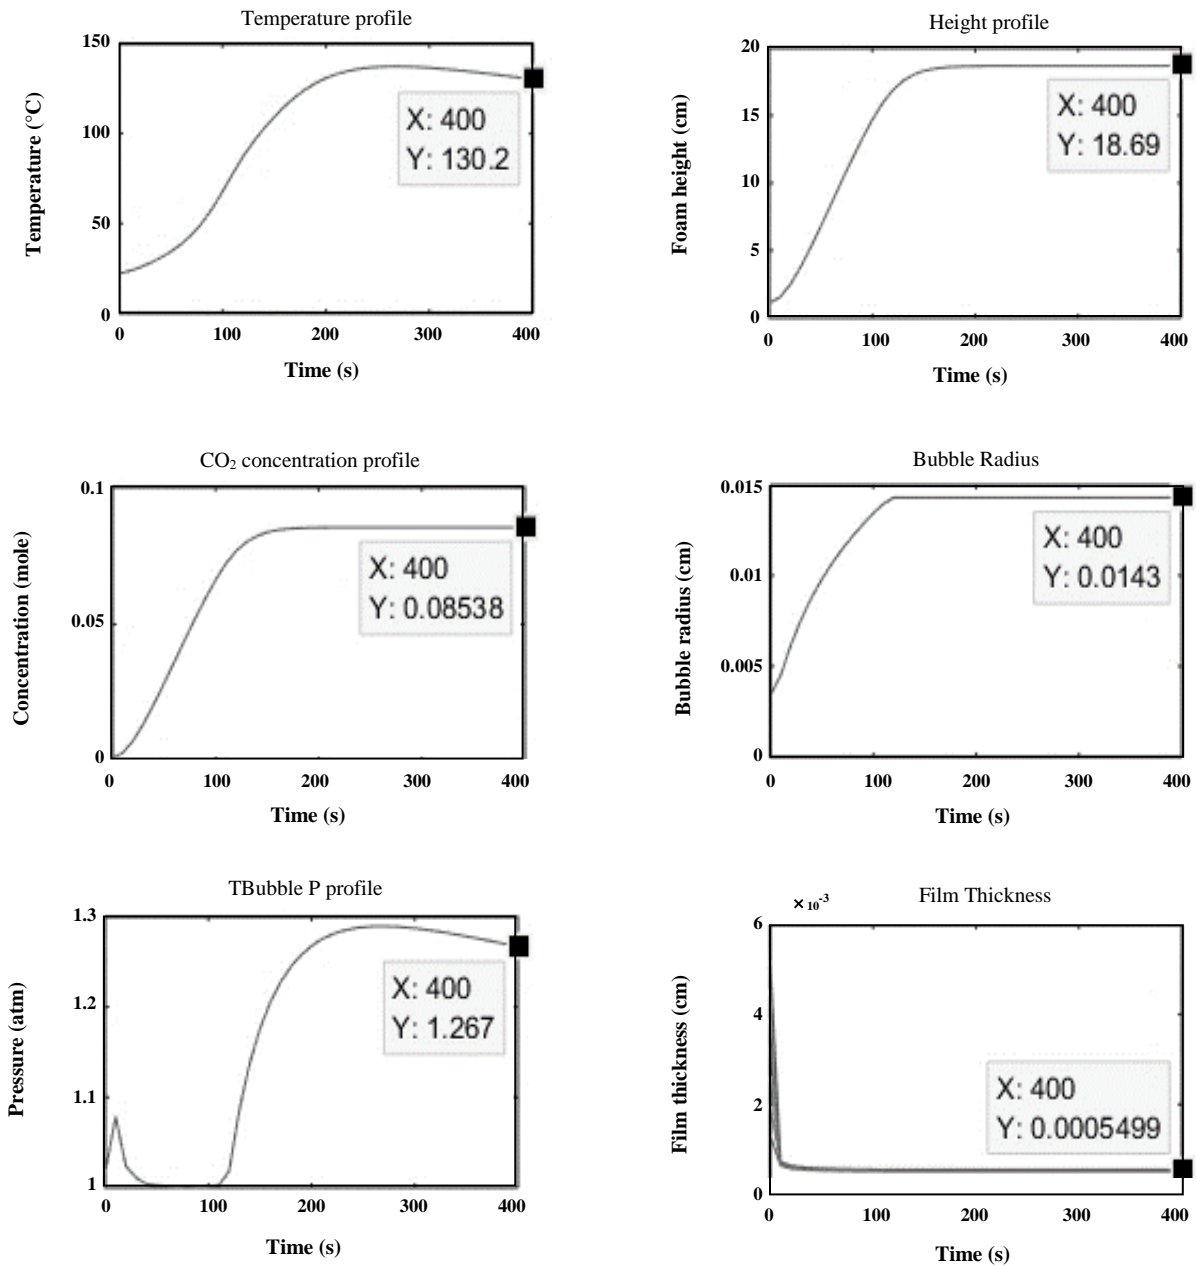 Temperature profile
150
100
50
0
Temperature (°C)
X: 400
Y: 130.2
0 100 200 300 400
Time (s)
Height profile
20
15
10
5
0
Foam height (cm)
X: 400
Y: 18.69
0 100 200 300 400
Time (s)
CO₂ concentration profile
0.1
0.05
0
Concentration (mole)
X: 400
Y: 0.08538
0 100 200 300 400
Time (s)
Bubble Radius
0.015
0.01
0.005
0
Bubble radius (cm)
X: 400
Y: 0.0143
0 100 200 300 400
Time (s)
TBubble P profile
1.3
1.2
1.1
1
Pressure (atm)
X: 400
Y: 1.267
0 100 200 300 400
Time (s)
Film Thickness
×10⁻³
6
4
2
0
Film thickness (cm)
X: 400
Y: 0.0005499
0 100 200 300 400
Time (s)